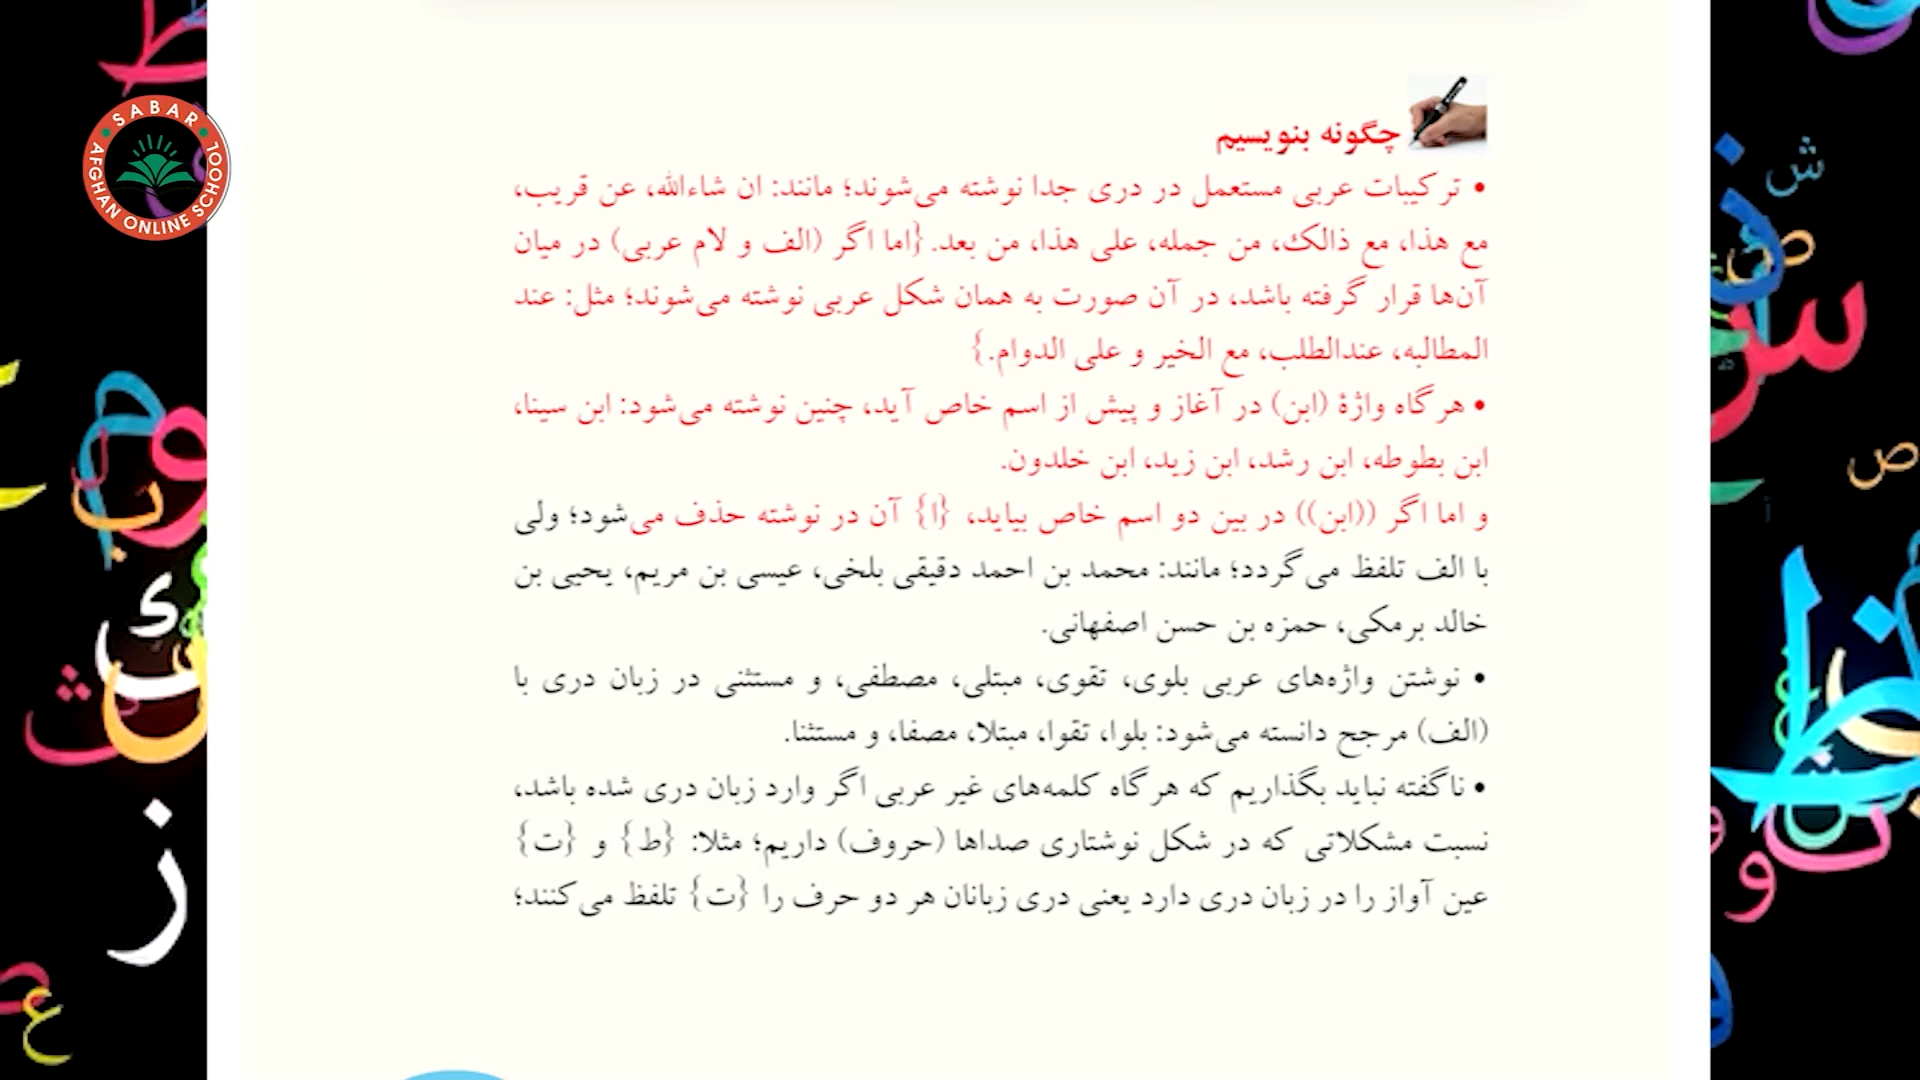 SABAR
AFGHAN ONLINE SCHOOL
چگونه بنویسیم
• ترکیبات عربی مستعمل در دری جدا نوشته می‌شوند؛ مانند: ان شاءالله، عن قریب،
مع هذا، مع ذالک، من جمله، علی هذا، من بعد. {اما اگر (الف و لام عربی) در میان
آن‌ها قرار گرفته باشد، در آن صورت به همان شکل عربی نوشته می‌شوند؛ مثل: عند
المطالبه، عندالطلب، مع الخیر و علی الدوام.}
• هرگاه واژۀ (ابن) در آغاز و پیش از اسم خاص آید، چنین نوشته می‌شود: ابن سینا،
ابن بطوطه، ابن رشد، ابن زید، ابن خلدون.
و اما اگر ((ابن)) در بین دو اسم خاص بیاید، {ا} آن در نوشته حذف می‌شود؛ ولی
با الف تلفظ می‌گردد؛ مانند: محمد بن احمد دقیقی بلخی، عیسی بن مریم، یحیی بن
خالد برمکی، حمزه بن حسن اصفهانی.
• نوشتن واژه‌های عربی بلوی، تقوی، مبتلی، مصطفی، و مستثنی در زبان دری با
(الف) مرجح دانسته می‌شود: بلوا، تقوا، مبتلا، مصفا، و مستثنا.
• ناگفته نباید بگذاریم که هرگاه کلمه‌های غیر عربی اگر وارد زبان دری شده باشد،
نسبت مشکلاتی که در شکل نوشتاری صداها (حروف) داریم؛ مثلا: {ط} و {ت}
عین آواز را در زبان دری دارد یعنی دری زبانان هر دو حرف را {ت} تلفظ می‌کنند؛